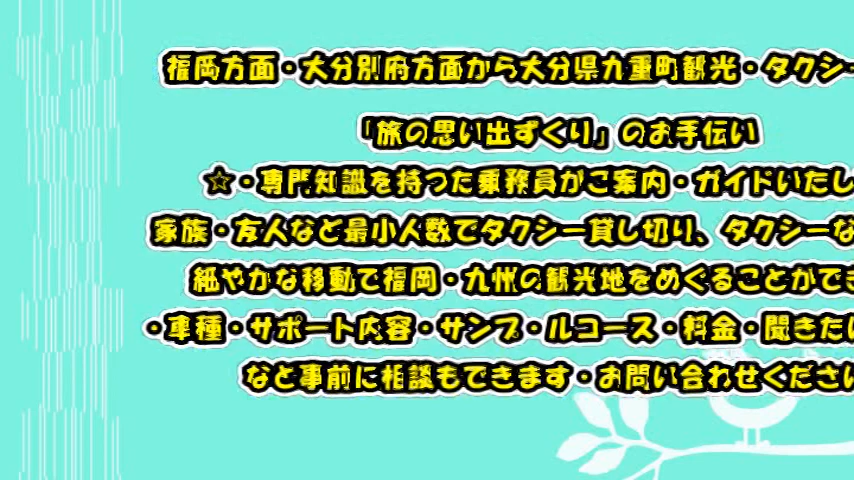 福岡方面・大分別府方面から大分県九重町観光・タクシー
「旅の思い出ずくり」のお手伝い
☆・専門知識を持つた乗務員がご案内・ガイドいたし
家族・友人など最小人数でタクシー貸し切り、タクシーな
細やかな移動で福岡・九州の観光地をめぐることができ
・車種・サポート内容・サンプ・ルコース・料金・聞きたい
など事前に相談もできます・お問い合わせください